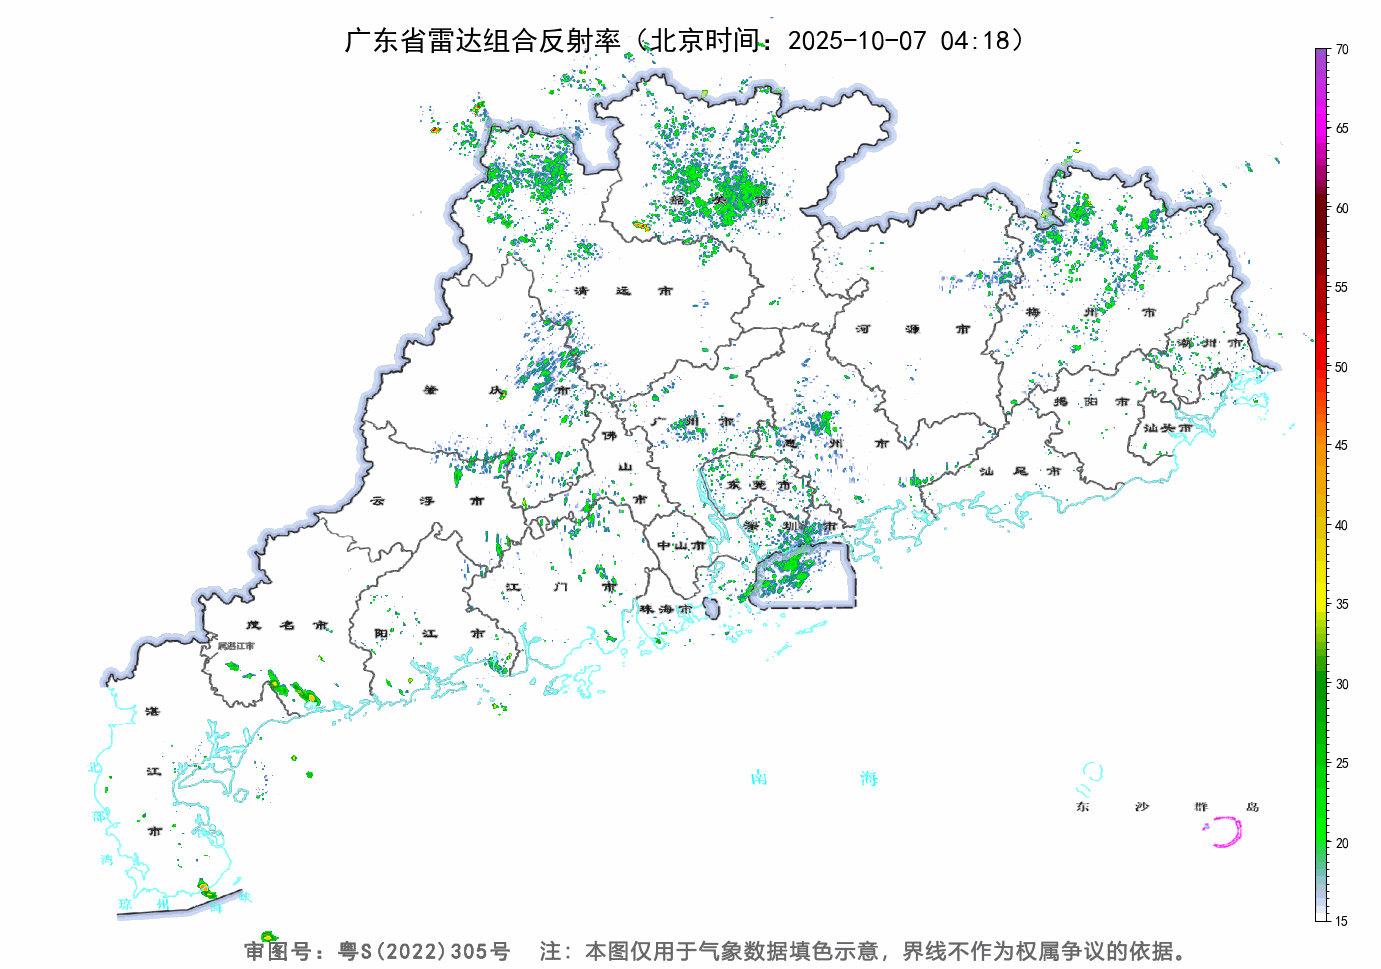 广东省雷达组合反射率（北京时间：2025-10-07 04:18）
70
65
60
55
50
45
40
35
30
25
20
15
韶关市
清远市
河源市
梅州市
潮州市
肇庆市
广州市
佛山市
惠州市
揭阳市
汕头市
汕尾市
东莞市
云浮市
深圳市
中山市
江门市
珠海市
茂名市
阳江市
属湛江市
湛江市
北部湾
琼州海峡
南海
东沙群岛
审图号：粤S(2022)305号 注：本图仅用于气象数据填色示意，界线不作为权属争议的依据。